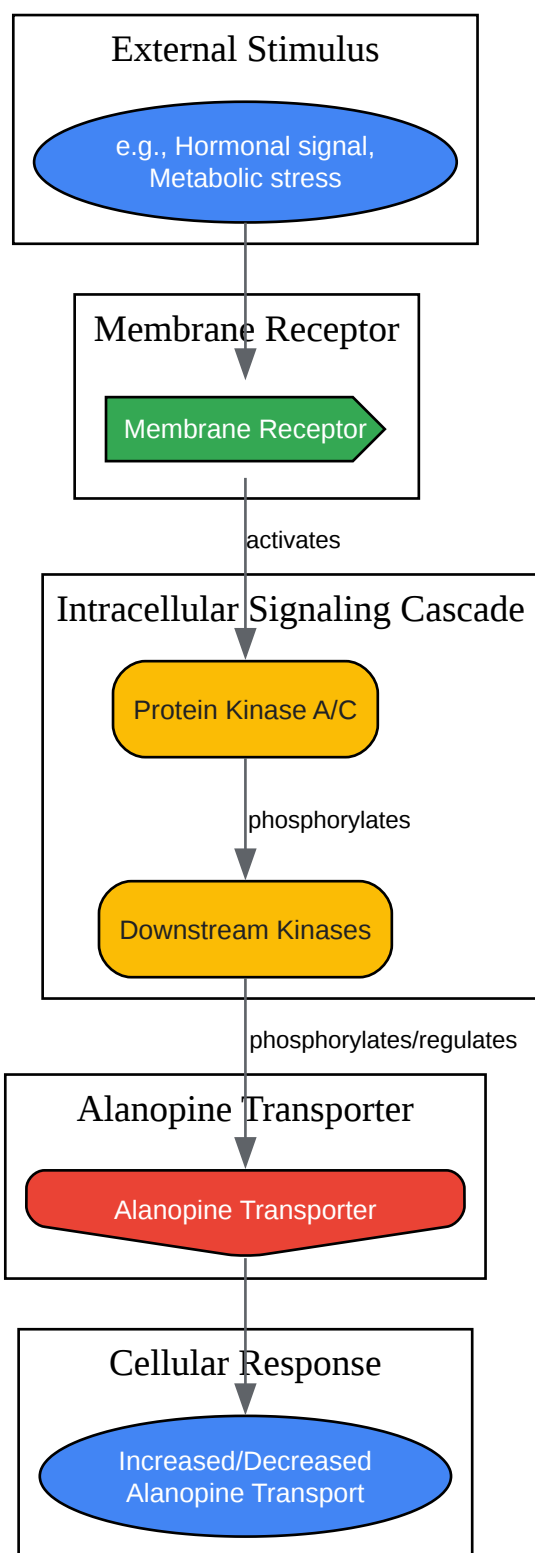 External Stimulus
e.g., Hormonal signal,
Metabolic stress
Membrane Receptor
Membrane Receptor
activates
Intracellular Signaling Cascade
Protein Kinase A/C
phosphorylates
Downstream Kinases
phosphorylates/regulates
Alanopine Transporter
Alanopine Transporter
Cellular Response
Increased/Decreased
Alanopine Transport